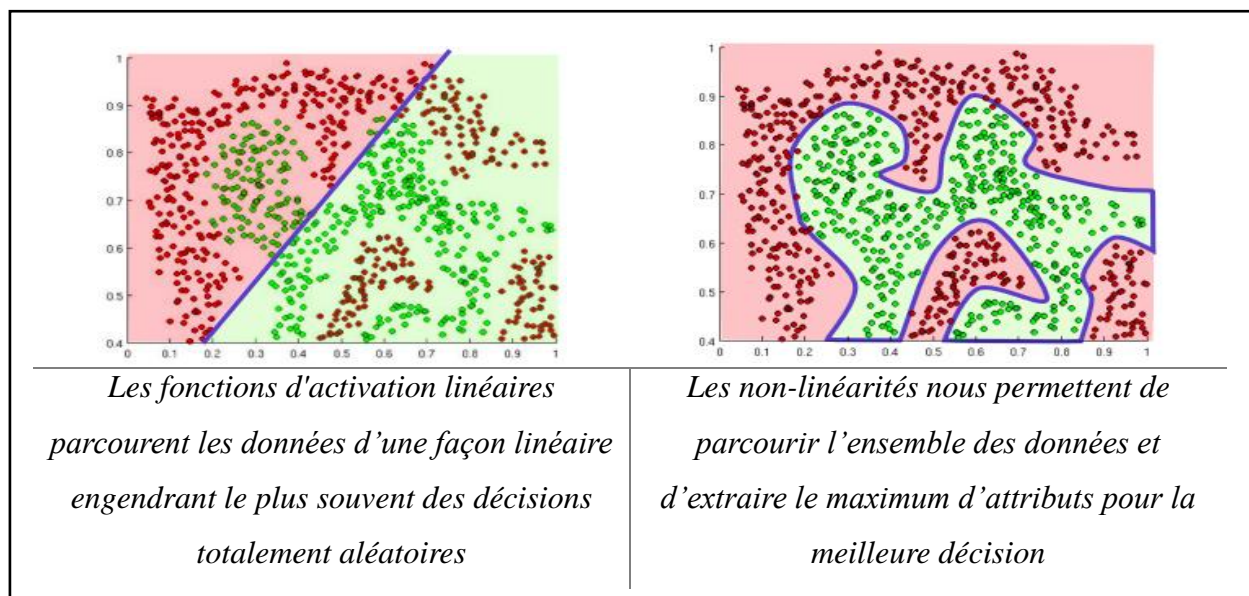 1
0.9
0.8
0.7
0.6
0.5
0.4
0 0.1 0.2 0.3 0.4 0.5 0.6 0.7 0.8 0.9 1
1
0.9
0.8
0.7
0.6
0.5
0.4
0 0.1 0.2 0.3 0.4 0.5 0.6 0.7 0.8 0.9 1
Les fonctions d'activation linéaires
parcourent les données d’une façon linéaire
engendrant le plus souvent des décisions
totalement aléatoires
Les non-linéarités nous permettent de
parcourir l’ensemble des données et
d’extraire le maximum d’attributs pour la
meilleure décision